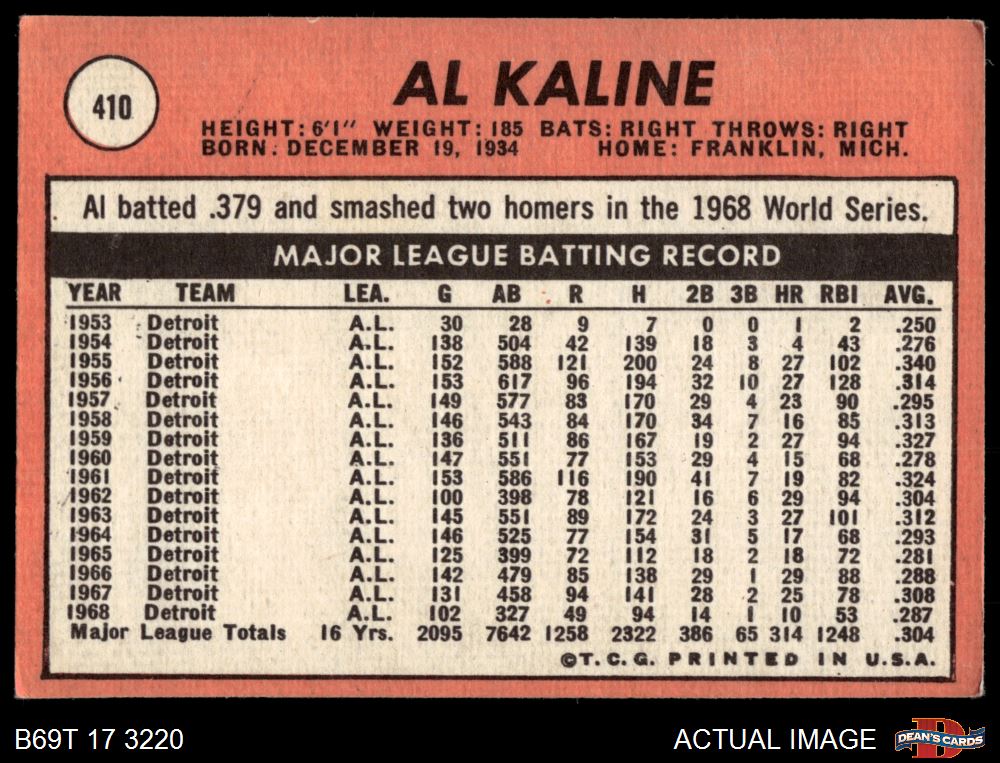 410
AL KALINE
HEIGHT: 6'1" WEIGHT: 185 BATS: RIGHT THROWS: RIGHT
BORN: DECEMBER 19, 1934 HOME: FRANKLIN, MICH.
Al batted .379 and smashed two homers in the 1968 World Series.
MAJOR LEAGUE BATTING RECORD
YEAR TEAM LEA. G AB R H 2B 3B HR RBI AVG.
1953 Detroit A.L. 30 28 9 7 0 0 1 2 .250
1954 Detroit A.L. 138 504 42 139 18 3 4 43 .276
1955 Detroit A.L. 152 588 121 200 24 8 27 102 .340
1956 Detroit A.L. 153 617 96 194 32 10 27 128 .314
1957 Detroit A.L. 149 577 83 170 29 4 23 90 .295
1958 Detroit A.L. 146 543 84 170 34 7 16 85 .313
1959 Detroit A.L. 136 511 86 167 19 2 27 94 .327
1960 Detroit A.L. 147 551 77 153 29 4 15 68 .278
1961 Detroit A.L. 153 586 116 190 41 7 19 82 .324
1962 Detroit A.L. 100 398 78 121 16 6 29 94 .304
1963 Detroit A.L. 145 551 89 172 24 3 27 101 .312
1964 Detroit A.L. 146 525 77 154 31 5 17 68 .293
1965 Detroit A.L. 125 399 72 112 18 2 18 72 .281
1966 Detroit A.L. 142 479 85 138 29 1 29 88 .288
1967 Detroit A.L. 131 458 94 141 28 2 25 78 .308
1968 Detroit A.L. 102 327 49 94 14 1 10 53 .287
Major League Totals 16 Yrs. 2095 7642 1258 2322 386 65 314 1248 .304
©T.C.G. PRINTED IN U.S.A.
B69T 17 3220
ACTUAL IMAGE
D
DEAN'S CARDS